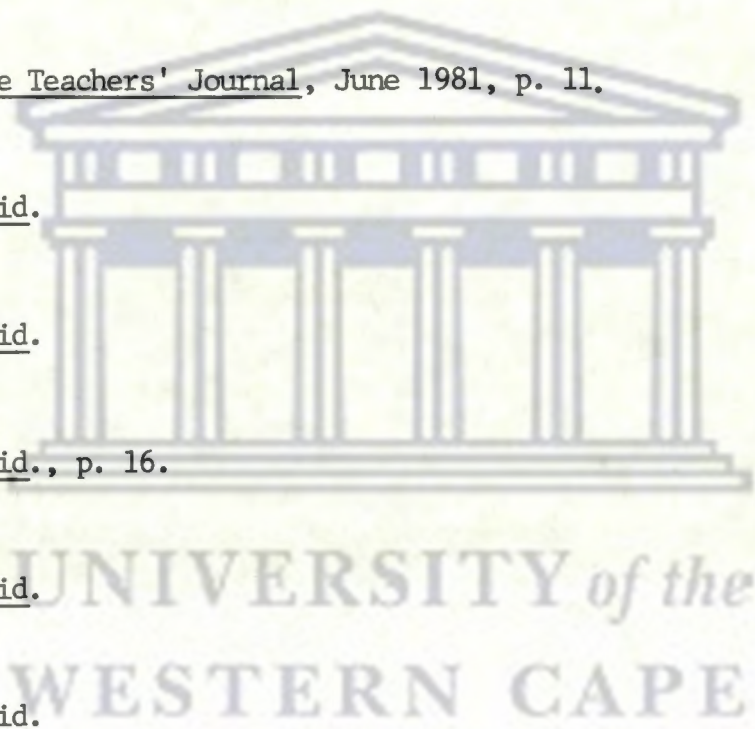 e Teachers' Journal, June 1981, p. 11.
id.
id.
id., p. 16.
id.
UNIVERSITY of the
WESTERN CAPE
id.